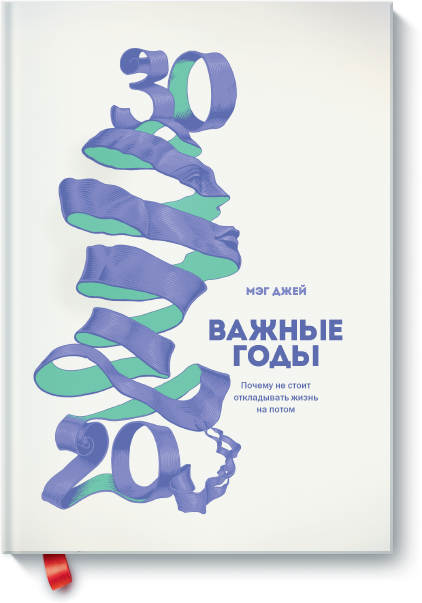 30
МЭГ ДЖЕЙ
ВАЖНЫЕ
ГОДЫ
Почему не стоит
откладывать жизнь
на потом
20